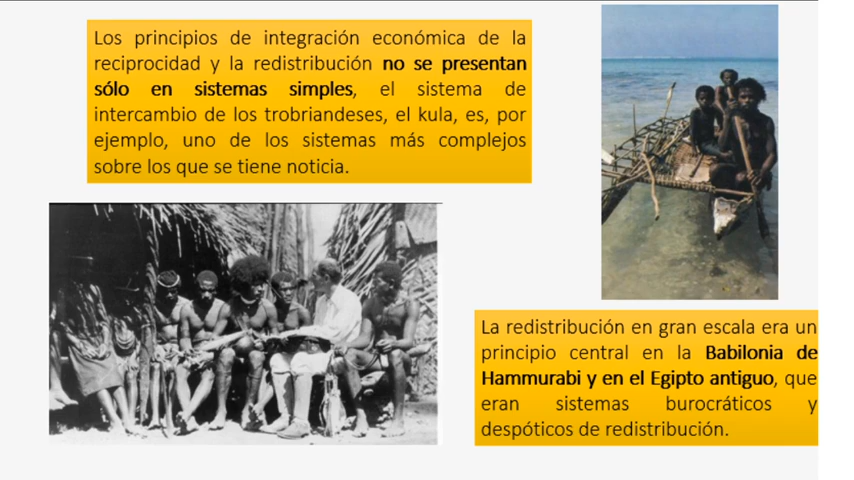 Los principios de integración económica de la
reciprocidad y la redistribución no se presentan
sólo en sistemas simples, el sistema de
intercambio de los trobriandeses, el kula, es, por
ejemplo, uno de los sistemas más complejos
sobre los que se tiene noticia.
La redistribución en gran escala era un
principio central en la Babilonia de
Hammurabi y en el Egipto antiguo, que
eran sistemas burocráticos y
despóticos de redistribución.